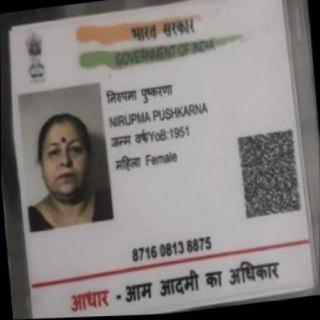 भारत सरकार
GOVERNMENT OF INDIA
निरुपमा पुष्करणा
NIRUPMA PUSHKARNA
जन्म वर्ष/YoB:1951
महिला Female
8716 0813 8875
आधार - आम आदमी का अधिकार